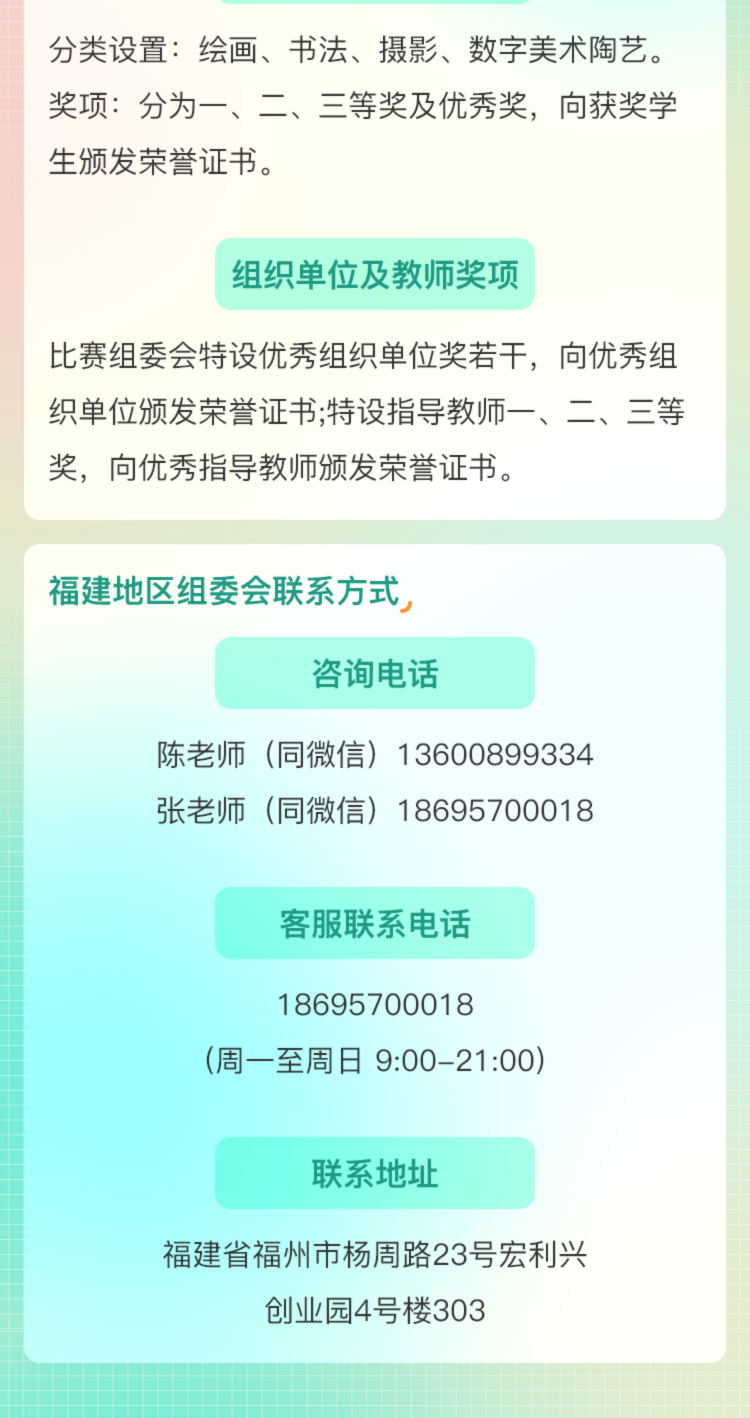 分类设置：绘画、书法、摄影、数字美术陶艺。
奖项：分为一、二、三等奖及优秀奖，向获奖学
生颁发荣誉证书。
组织单位及教师奖项
比赛组委会特设优秀组织单位奖若干，向优秀组
织单位颁发荣誉证书;特设指导教师一、二、三等
奖，向优秀指导教师颁发荣誉证书。
福建地区组委会联系方式
咨询电话
陈老师（同微信）13600899334
张老师（同微信）18695700018
客服联系电话
18695700018
(周一至周日 9:00-21:00)
联系地址
福建省福州市杨周路23号宏利兴
创业园4号楼303